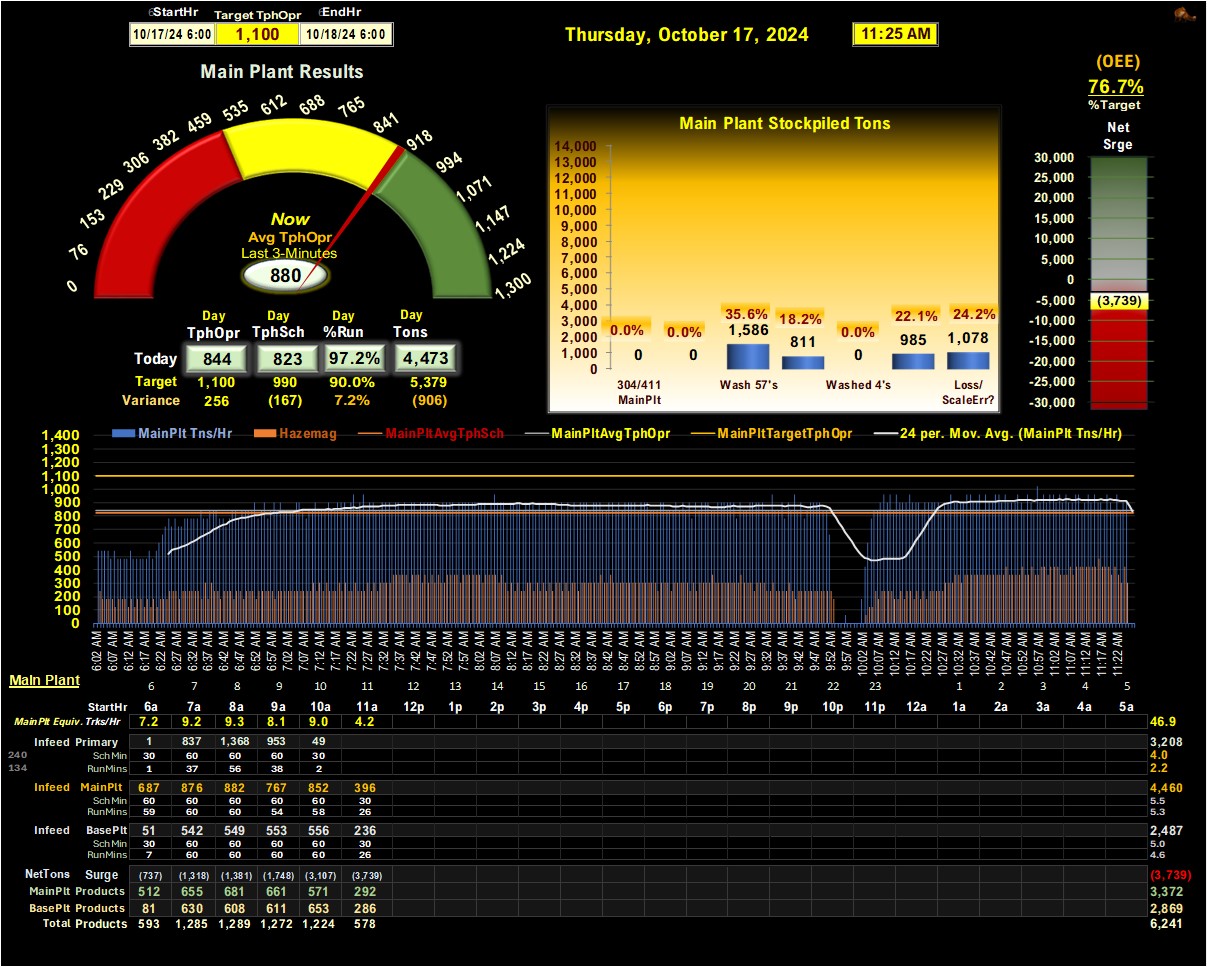 StartHr Target TphOpr EndHr
10/17/24 6:00 1,100 10/18/24 6:00
Thursday, October 17, 2024 11:25 AM
(OEE)
76.7%
%Target
Net
Srge
30,000
25,000
20,000
15,000
10,000
5,000
0
-5,000
-10,000
-15,000
-20,000
-25,000
-30,000
(3,739)
Main Plant Results
0 76 153 229 306 382 459 535 612 688 765 841 918 994 1,071 1,147 1,224 1,300
Now
Avg TphOpr
Last 3-Minutes
880
Day Day Day Day
TphOpr TphSch %Run Tons
Today 844 823 97.2% 4,473
Target 1,100 990 90.0% 5,379
Variance 256 (167) 7.2% (906)
Main Plant Stockpiled Tons
14,000
13,000
12,000
11,000
10,000
9,000
8,000
7,000
6,000
5,000
4,000
3,000
2,000
1,000
0
0.0% 0.0% 35.6% 18.2% 0.0% 22.1% 24.2%
0 0 1,586 811 0 985 1,078
304/411 Wash 57's Washed 4's Loss/
MainPlt ScaleErr?
MainPlt Tns/Hr Hazemag MainPltAvgTphSch MainPltAvgTphOpr MainPltTargetTphOpr 24 per. Mov. Avg. (MainPlt Tns/Hr)
1,400
1,300
1,200
1,100
1,000
900
800
700
600
500
400
300
200
100
0
6:02 AM 6:07 AM 6:12 AM 6:17 AM 6:22 AM 6:27 AM 6:32 AM 6:37 AM 6:42 AM 6:47 AM 6:52 AM 6:57 AM 7:02 AM 7:07 AM 7:12 AM 7:17 AM 7:22 AM 7:27 AM 7:32 AM 7:37 AM 7:42 AM 7:47 AM 7:52 AM 7:57 AM 8:02 AM 8:07 AM 8:12 AM 8:17 AM 8:22 AM 8:27 AM 8:32 AM 8:37 AM 8:42 AM 8:47 AM 8:52 AM 8:57 AM 9:02 AM 9:07 AM 9:12 AM 9:17 AM 9:22 AM 9:27 AM 9:32 AM 9:37 AM 9:42 AM 9:47 AM 9:52 AM 9:57 AM 10:02 AM 10:07 AM 10:12 AM 10:17 AM 10:22 AM 10:27 AM 10:32 AM 10:37 AM 10:42 AM 10:47 AM 10:52 AM 10:57 AM 11:02 AM 11:07 AM 11:12 AM 11:17 AM 11:22 AM
Main Plant
6 7 8 9 10 11 12 13 14 15 16 17 18 19 20 21 22 23 1 2 3 4 5
StartHr 6a 7a 8a 9a 10a 11a 12p 1p 2p 3p 4p 5p 6p 7p 8p 9p 10p 11p 12a 1a 2a 3a 4a 5a
MainPlt Equiv. Trks/Hr 7.2 9.2 9.3 8.1 9.0 4.2 46.9
Infeed Primary 1 837 1,368 953 49 3,208
240 Sch Min 30 60 60 60 30 4.0
134 RunMins 1 37 56 38 2 2.2
Infeed MainPlt 687 876 882 767 852 396 4,460
Sch Min 60 60 60 60 60 30 5.5
RunMins 59 60 60 54 58 26 5.3
Infeed BasePlt 51 542 549 553 556 236 2,487
Sch Min 30 60 60 60 60 30 5.0
RunMins 7 60 60 60 60 26 4.6
NetTons Surge (737) (1,318) (1,381) (1,748) (3,107) (3,739) (3,739)
MainPlt Products 512 655 681 661 571 292 3,372
BasePlt Products 81 630 608 611 653 286 2,869
Total Products 593 1,285 1,289 1,272 1,224 578 6,241